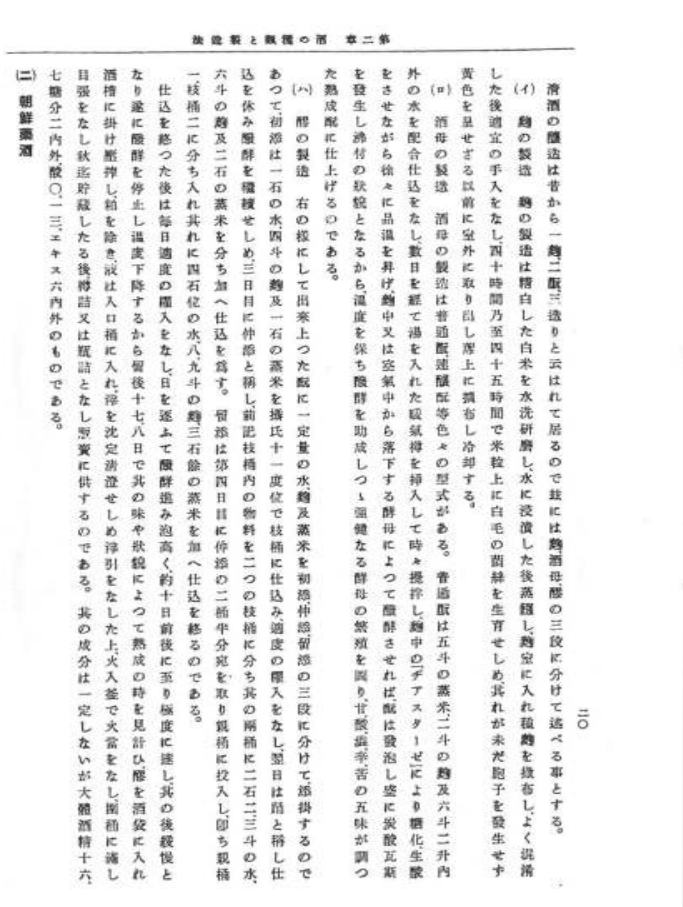 第二章　酒の種類と製造法
二〇
清酒の醸造は昔から一麹、二酛、三造りと云はれて居るので玆には麹、酒母、醪の三段に分けて述べる事とする。
(イ)　麹の製造　麹の製造は精白した白米を水洗研磨し、水に浸漬した後蒸餾し、麹室に入れ種麹を撒布し、よく混淆
した後適宜の手入をなし、四十時間乃至四十五時間で米粒上に白毛の菌絲を生育せしめ、其れが未だ胞子を發生せず
黄色を呈せざる以前に室外に取り出し蓆上に擴布し冷却する。
(ロ)　酒母の製造　酒母の製造は普通酛、速釀酛等色々の型式がある。普通酛は五斗の蒸米、二斗の麹及六斗二升內
外の水を配合仕込をなし、數日を經て湯を入れた暖氣樽を挿入して時々攪拌し、麹中の「ヂアスターゼ」により糖化、生酸
をさせながら徐々に品溫を昇げ、麹中又は空氣中から落下する酵母によつて醗酵させれば酛は發泡し盛に炭酸瓦斯
を發生し沸付の狀貌となるから、溫度を保ち醗酵を助成しつゝ强健なる酵母の繁殖を圖り、甘、酸、澁、辛、苦の五味が調つ
た熟成酛に仕上げるのである。
(ハ)　醪の製造　右の樣にして出來上つた酛に一定量の水、麹及蒸米を初添、仲添、留添の三段に分けて、添掛するので
あつて初添は一石の水、四斗の麹及一石の蒸米を攝氏十一度位で枝桶に仕込み、適度の櫂入をなし、翌日は踊と稱し仕
込を休み醗酵を繼續せしめ、三日目に仲添と稱し、前記枝桶內の物料を二つの枝桶に分ち其の兩桶に二石二、三斗の水、
六斗の麹及二石の蒸米を分ち加へ仕込を爲す。留添は第四日目に仲添の二桶半分宛を取り親桶に投入し、卽ち親桶
一、枝桶二に分ち入れ其れに四石位の水、八、九斗の麹、三石餘の蒸米を加へ仕込を終るのである。
仕込を終つた後は每日適度の櫂入をなし、日を逐ふて醗酵進み泡高く、約十日前後に至り極度に達し、其の後緩慢と
なり遂に醗酵を停止し溫度下降するから留後十七、八日で其の味や狀貌によつて熟成の時を見計ひ、醪を酒袋に入れ
酒槽に掛け壓搾し、粕を除き、液は入口桶に入れ、滓を沈定淸澄せしめ滓引をなした上、火入釜で火當をなし、圍桶に滿し
目張をなし秋迄貯藏したる後、樽詰又は瓶詰となし販賣に供するのである。其の成分は一定しないが大體酒精十六、
七、糖分二內外、酸〇・一三、エキス六內外のものである。
(二)　朝鮮藥酒